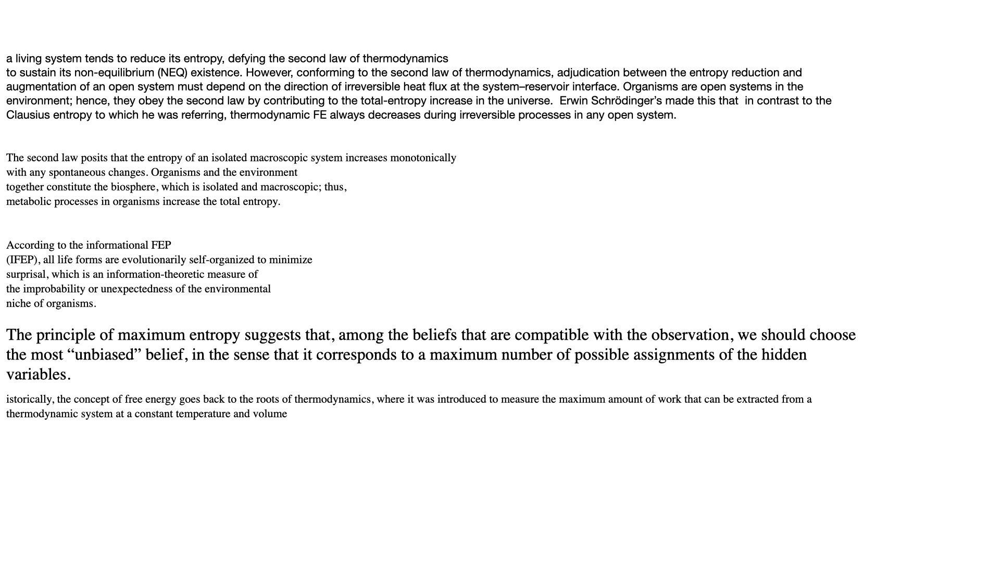 a living system tends to reduce its entropy, defying the second law of thermodynamics
to sustain its non-equilibrium (NEQ) existence. However, conforming to the second law of thermodynamics, adjudication between the entropy reduction and
augmentation of an open system must depend on the direction of irreversible heat flux at the system–reservoir interface. Organisms are open systems in the
environment; hence, they obey the second law by contributing to the total-entropy increase in the universe.  Erwin Schrödinger’s made this that  in contrast to the
Clausius entropy to which he was referring, thermodynamic FE always decreases during irreversible processes in any open system.
The second law posits that the entropy of an isolated macroscopic system increases monotonically
with any spontaneous changes. Organisms and the environment
together constitute the biosphere, which is isolated and macroscopic; thus,
metabolic processes in organisms increase the total entropy.
According to the informational FEP
(IFEP), all life forms are evolutionarily self-organized to minimize
surprisal, which is an information-theoretic measure of
the improbability or unexpectedness of the environmental
niche of organisms.
The principle of maximum entropy suggests that, among the beliefs that are compatible with the observation, we should choose
the most “unbiased” belief, in the sense that it corresponds to a maximum number of possible assignments of the hidden
variables.
istorically, the concept of free energy goes back to the roots of thermodynamics, where it was introduced to measure the maximum amount of work that can be extracted from a
thermodynamic system at a constant temperature and volume